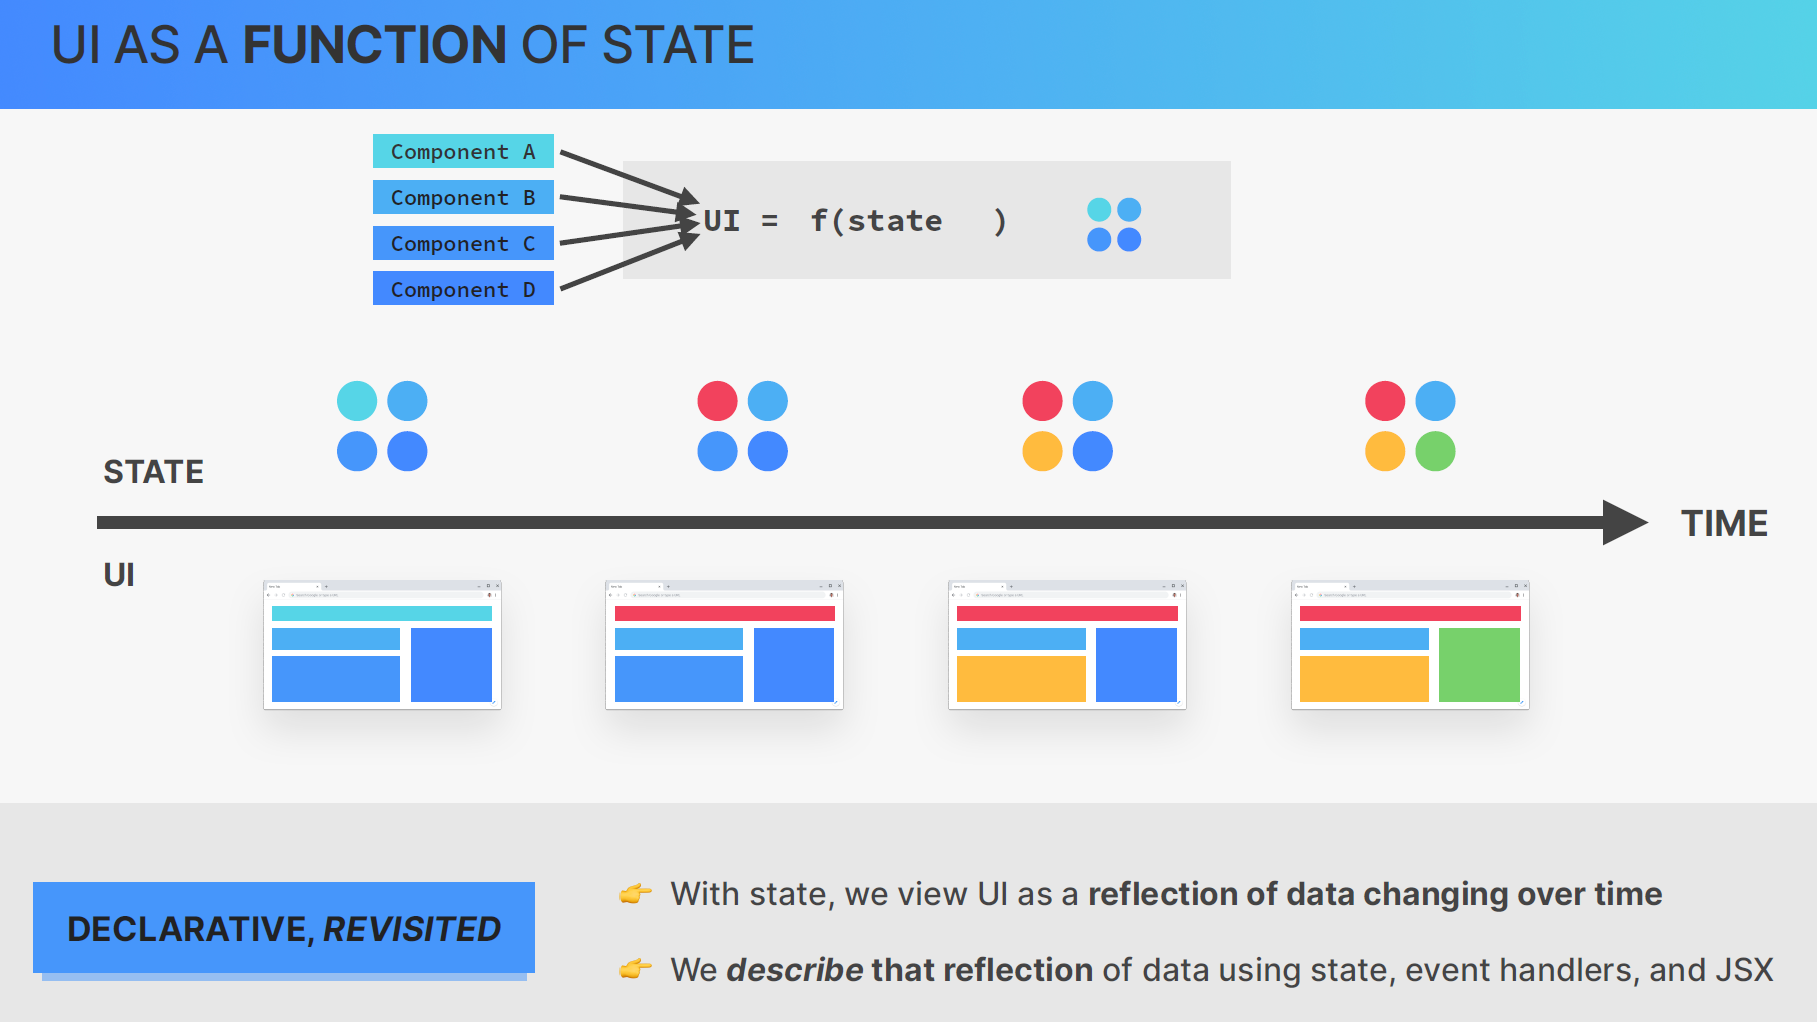 UI AS A FUNCTION OF STATE
Component A
Component B
Component C
Component D
UI = f(state )
STATE
TIME
UI
DECLARATIVE, REVISITED
👉 With state, we view UI as a reflection of data changing over time
👉 We describe that reflection of data using state, event handlers, and JSX